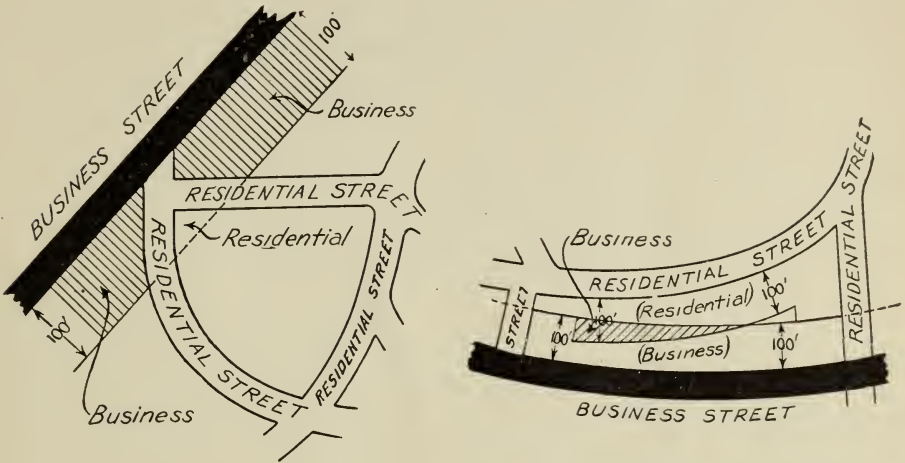 BUSINESS STREET
100'
Business
RESIDENTIAL STREET
Residential
RESIDENTIAL STREET
RESIDENTIAL STREET
100'
Business
Business
RESIDENTIAL STREET
RESIDENTIAL STREET
STREET
(Residential)
100'
100'
100'
(Business)
100'
BUSINESS STREET